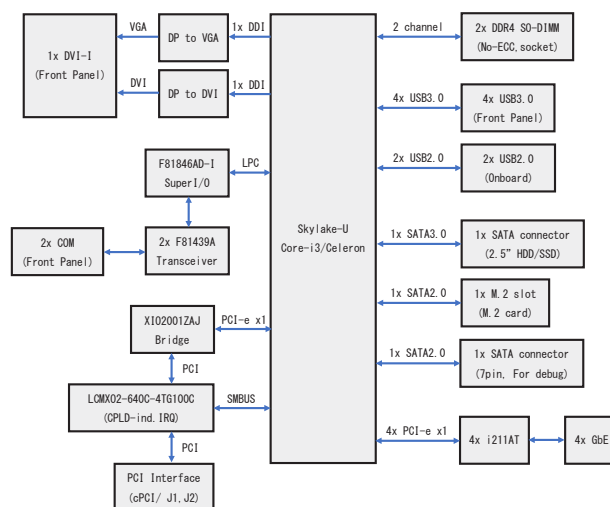 VGA
1x DDI
1x DVI-I
(Front Panel)
DP to VGA
DVI
1x DDI
DP to DVI
F81846AD-I
SuperI/O
LPC
2x COM
(Front Panel)
2x F81439A
Transceiver
XIO2001ZAJ
Bridge
PCI-e x1
PCI
LCMXO2-640C-4TG100C
(CPLD-ind.IRQ)
SMBUS
PCI
PCI Interface
(cPCI/ J1,J2)
Skylake-U
Core-i3/Celeron
2 channel
2x DDR4 SO-DIMM
(No-ECC,socket)
4x USB3.0
4x USB3.0
(Front Panel)
2x USB2.0
2x USB2.0
(Onboard)
1x SATA3.0
1x SATA connector
(2.5” HDD/SSD)
1x SATA2.0
1x M.2 slot
(M.2 card)
1x SATA2.0
1x SATA connector
(7pin, For debug)
4x PCI-e x1
4x i211AT
4x GbE